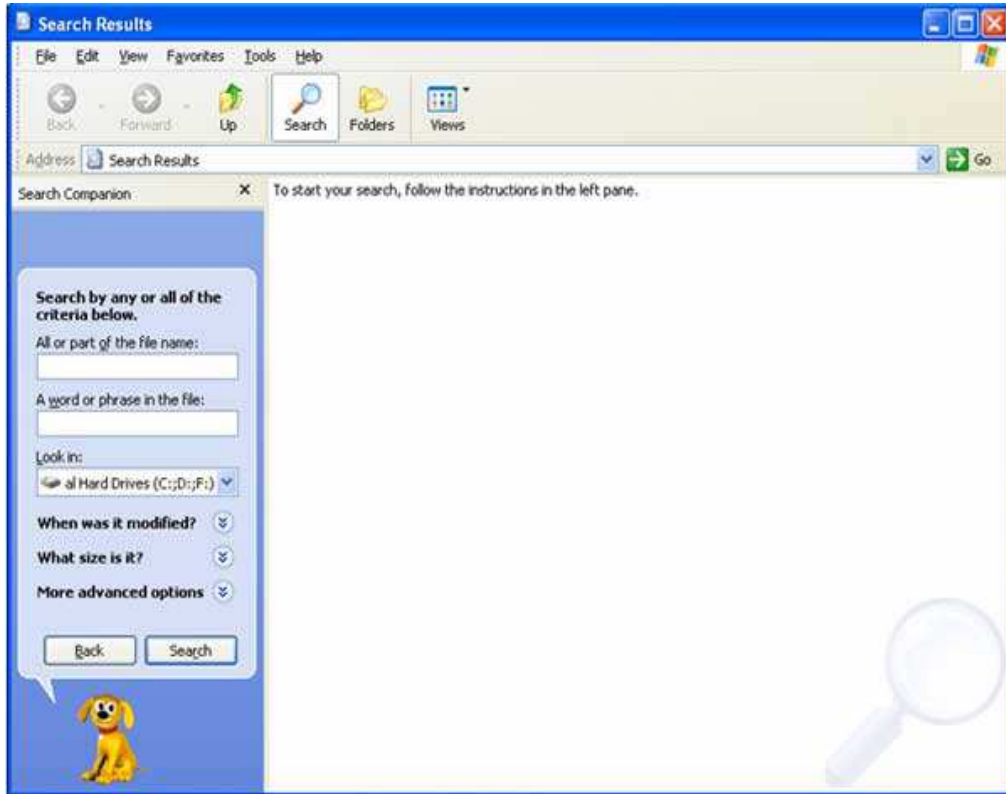 Search Results
File Edit View Favorites Tools Help
Back Forward Up Search Folders Views
Address Search Results Go
Search Companion
To start your search, follow the instructions in the left pane.
Search by any or all of the
criteria below.
All or part of the file name:
A word or phrase in the file:
Look in:
al Hard Drives (C:;D:;F:)
When was it modified?
What size is it?
More advanced options
Back Search